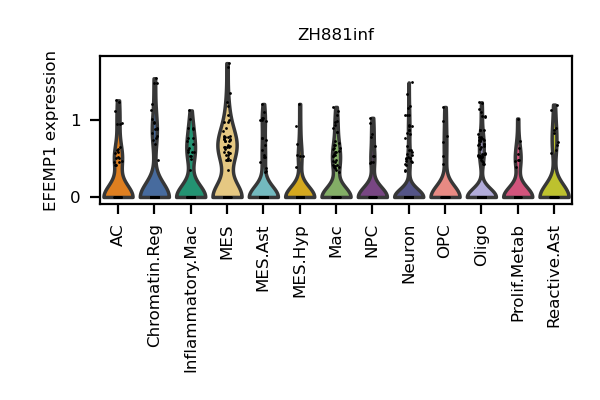 ZH881inf
EFEMP1 expression
1
0
AC
Chromatin.Reg
Inflammatory.Mac
MES
MES.Ast
MES.Hyp
Mac
NPC
Neuron
OPC
Oligo
Prolif.Metab
Reactive.Ast